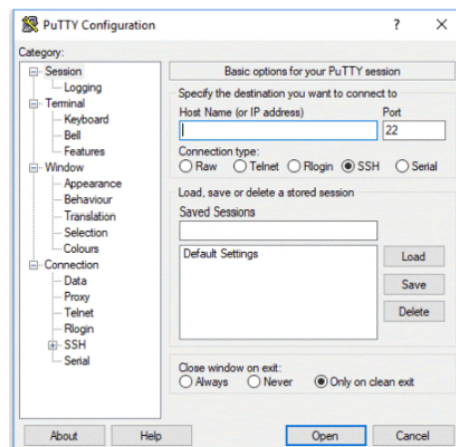 PuTTY Configuration
?
Category:
Session
Logging
Terminal
Keyboard
Bell
Features
Window
Appearance
Behaviour
Translation
Selection
Colours
Connection
Data
Proxy
Telnet
Rlogin
SSH
Serial
Basic options for your PuTTY session
Specify the destination you want to connect to
Host Name (or IP address) Port
22
Connection type:
Raw Telnet Rlogin SSH Serial
Load, save or delete a stored session
Saved Sessions
Default Settings
Load
Save
Delete
Close window on exit:
Always Never Only on clean exit
About Help Open Cancel